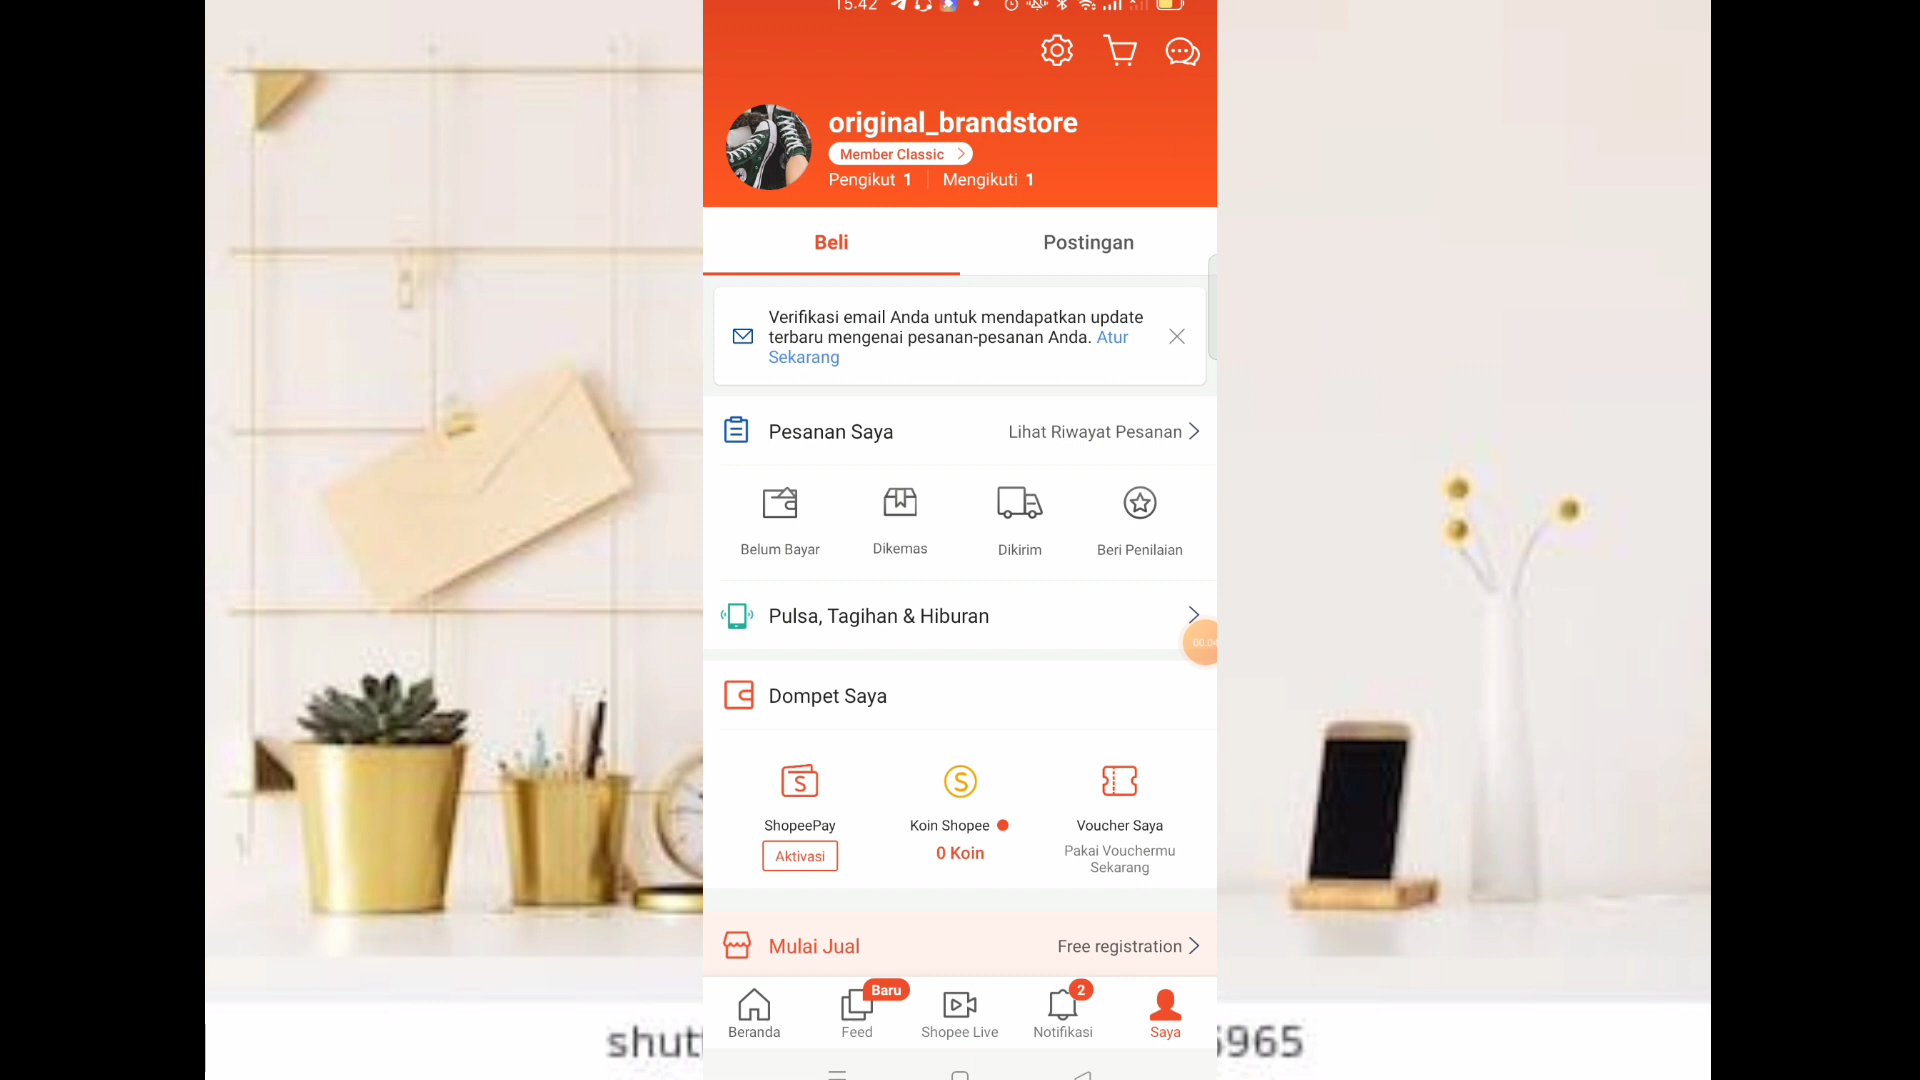 15.42
original_brandstore
Member Classic
Pengikut 1 Mengikuti 1
Beli Postingan
Verifikasi email Anda untuk mendapatkan update
terbaru mengenai pesanan-pesanan Anda. Atur
Sekarang
Pesanan Saya Lihat Riwayat Pesanan
Belum Bayar Dikemas Dikirim Beri Penilaian
Pulsa, Tagihan & Hiburan
00:04
Dompet Saya
ShopeePay Koin Shopee Voucher Saya
Aktivasi 0 Koin Pakai Vouchermu
Sekarang
Mulai Jual Free registration
Baru 2
Beranda Feed Shopee Live Notifikasi Saya
shut 965